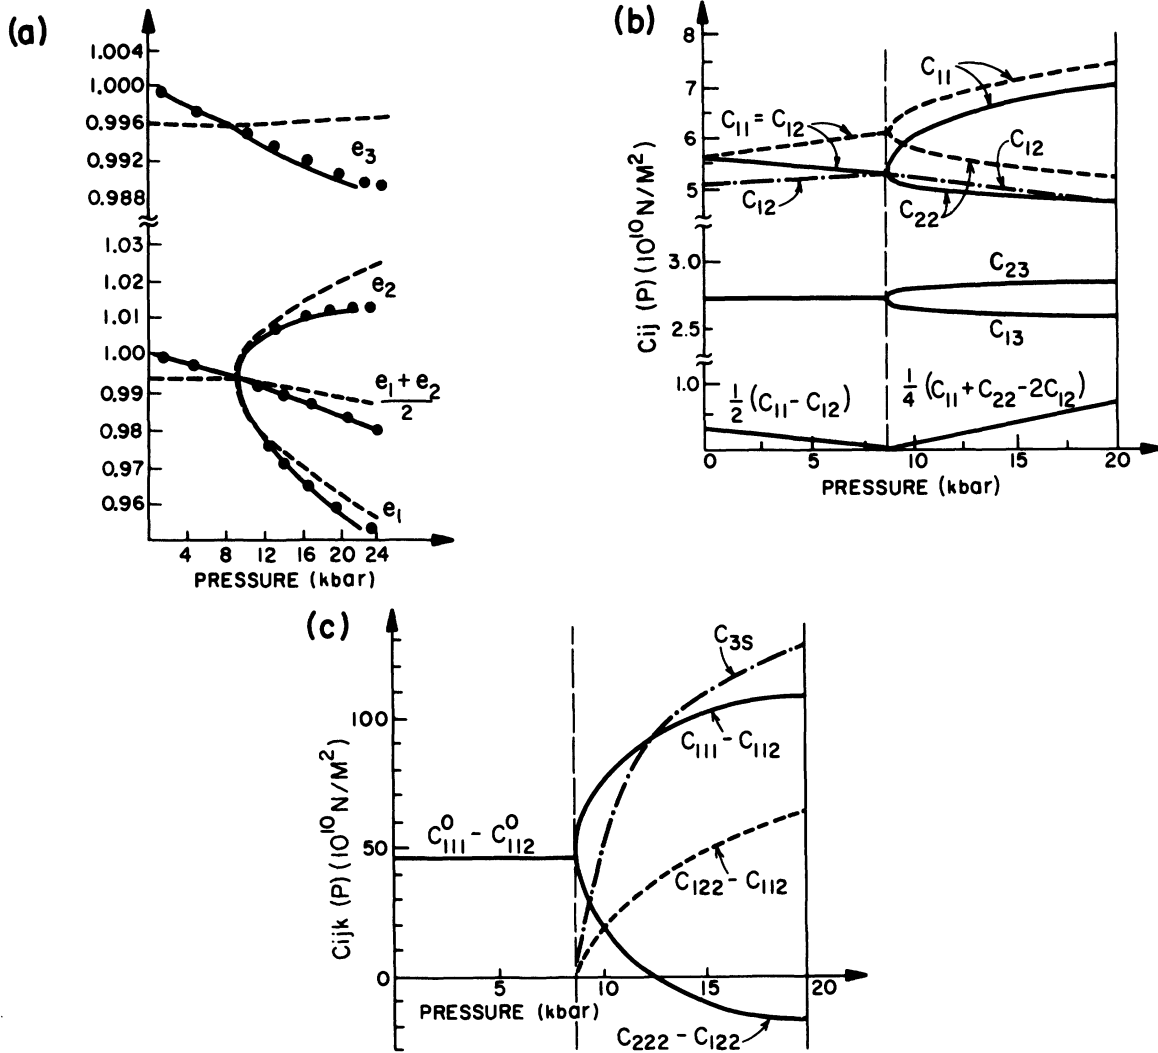 (a)
1.004
1.000
0.996
0.992
0.988
1.03
1.02
1.01
1.00
0.99
0.98
0.97
0.96
e3
e2
e1 + e2
2
e1
4 8 12 16 20 24
PRESSURE (kbar)
(b)
8
7
6
5
3.0
2.5
1.0
Cij (P) (10^10 N/M^2)
C11
C11 = C12
C12
C12
C22
C23
C13
1/2 (C11 – C12)
1/4 (C11 + C22 – 2C12)
0 5 10 15 20
PRESSURE (kbar)
(c)
100
50
0
Cijk (P) (10^10 N/M^2)
C3S
C111 – C112
C^0 111 – C^0 112
C122 – C112
5 10 15 20
PRESSURE (kbar)
C222 – C122